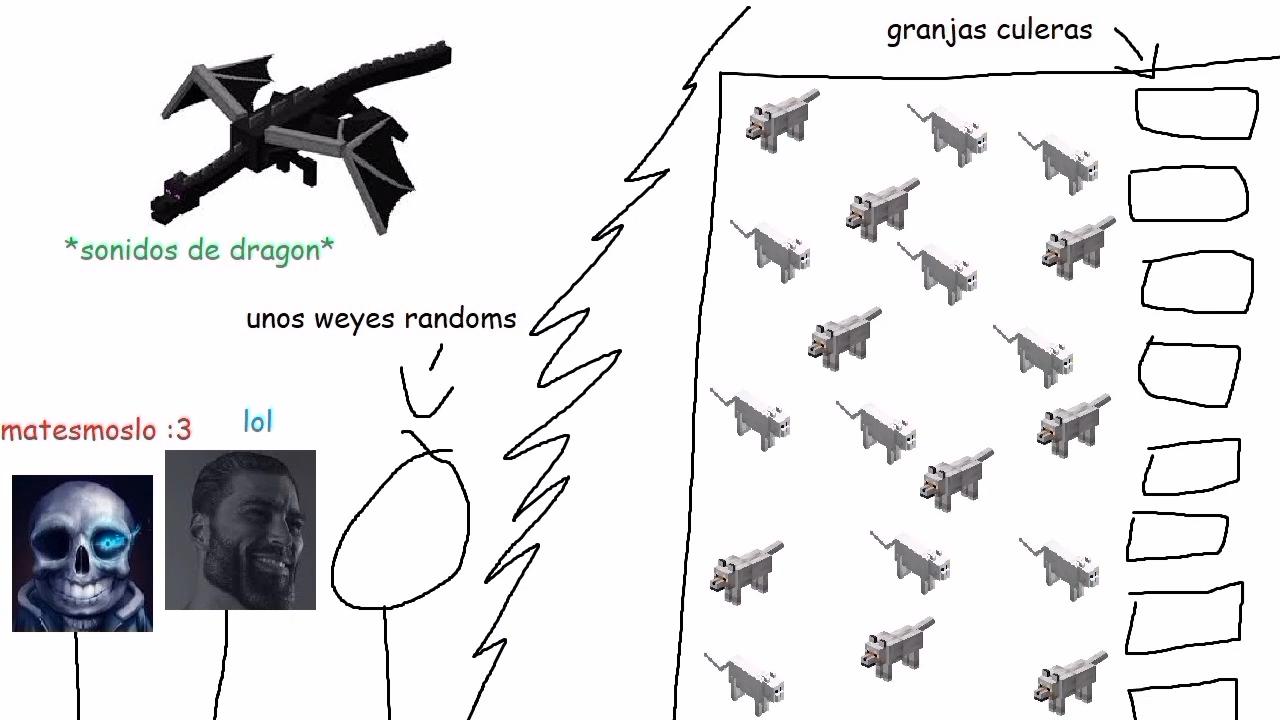 granjas culeras
*sonidos de dragon*
unos weyes randoms
matesmoslo :3
lol